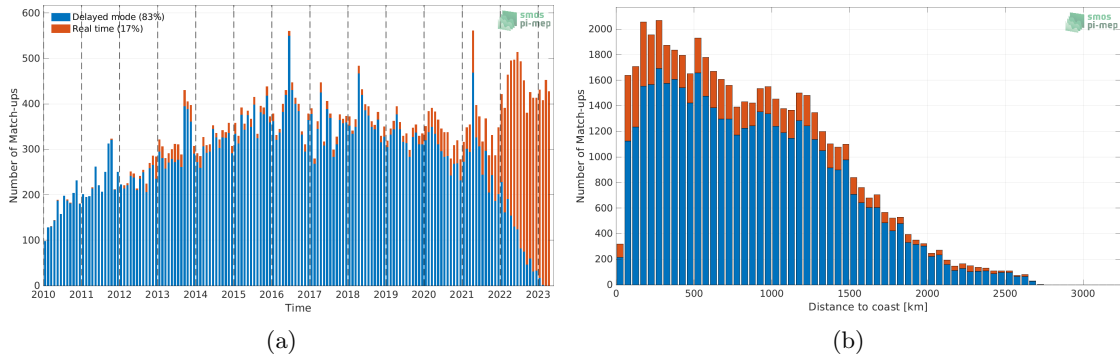 Delayed mode (83%)
Real time (17%)
smos
pi-mep
600
500
400
300
200
100
0
Number of Match-ups
2010 2011 2012 2013 2014 2015 2016 2017 2018 2019 2020 2021 2022 2023
Time
(a)
smos
pi-mep
2000
1800
1600
1400
1200
1000
800
600
400
200
0
Number of Match-ups
0 500 1000 1500 2000 2500 3000
Distance to coast [km]
(b)